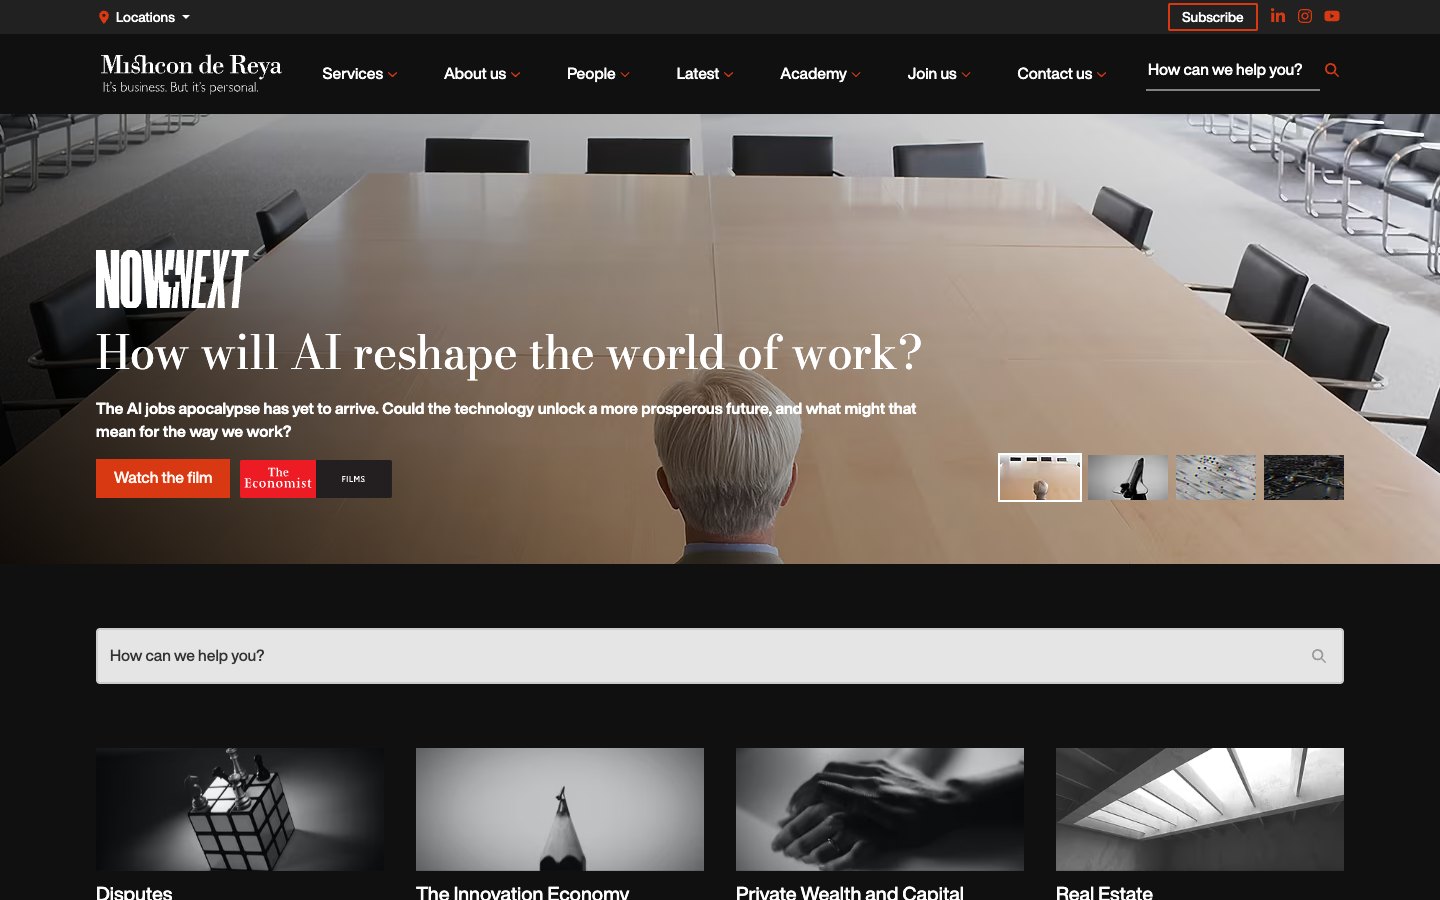 Locations
Subscribe
Mishcon de Reya
It's business. But it's personal.
Services
About us
People
Latest
Academy
Join us
Contact us
How can we help you?
NOW NEXT
How will AI reshape the world of work?
The AI jobs apocalypse has yet to arrive. Could the technology unlock a more prosperous future, and what might that
mean for the way we work?
Watch the film
The
Economist
FILMS
How can we help you?
Disputes
The Innovation Economy
Private Wealth and Capital
Real Estate